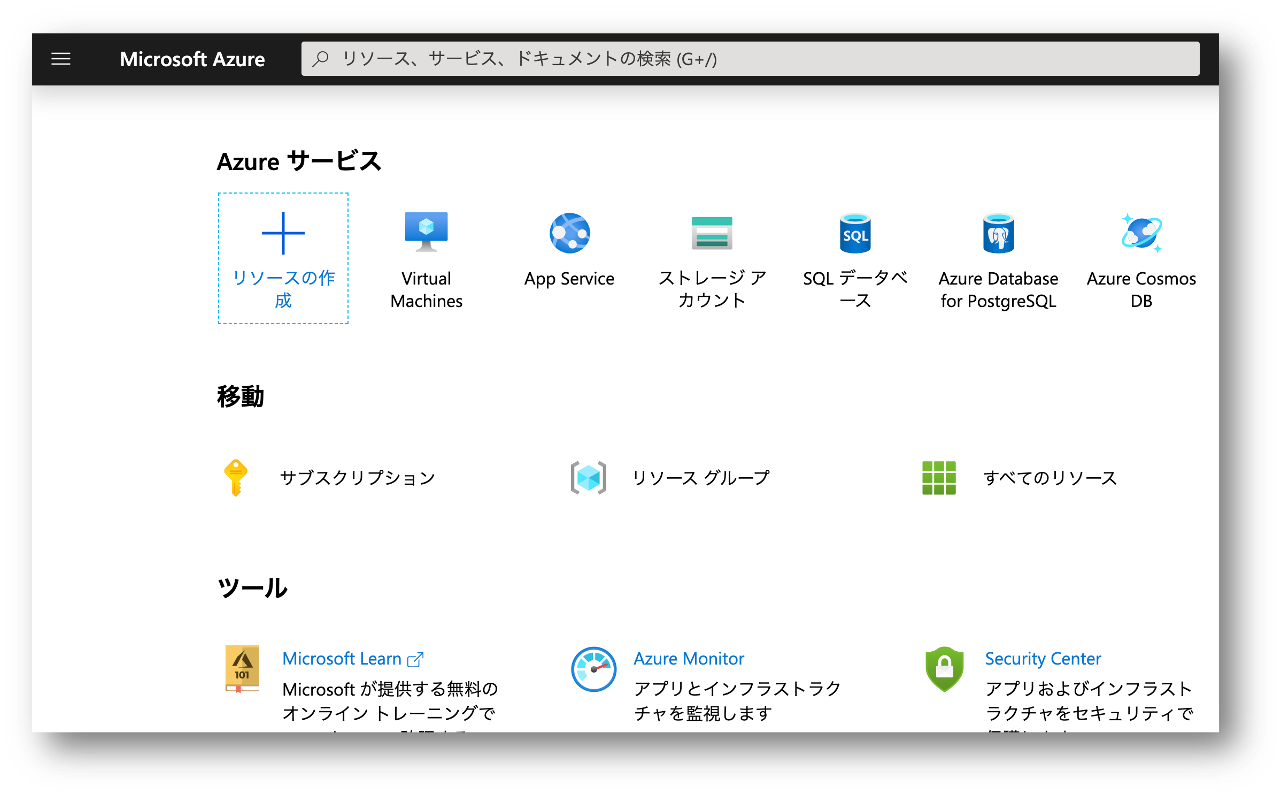 Microsoft Azure
リソース、サービス、ドキュメントの検索 (G+/)
Azure サービス
リソースの作
成
Virtual
Machines
App Service
ストレージ ア
カウント
SQL
SQL データベ
ース
Azure Database
for PostgreSQL
Azure Cosmos
DB
移動
サブスクリプション
リソース グループ
すべてのリソース
ツール
101
Microsoft Learn
Microsoft が提供する無料の
オンライン トレーニングで
Azure Monitor
アプリとインフラストラク
チャを監視します
Security Center
アプリおよびインフラスト
ラクチャをセキュリティで